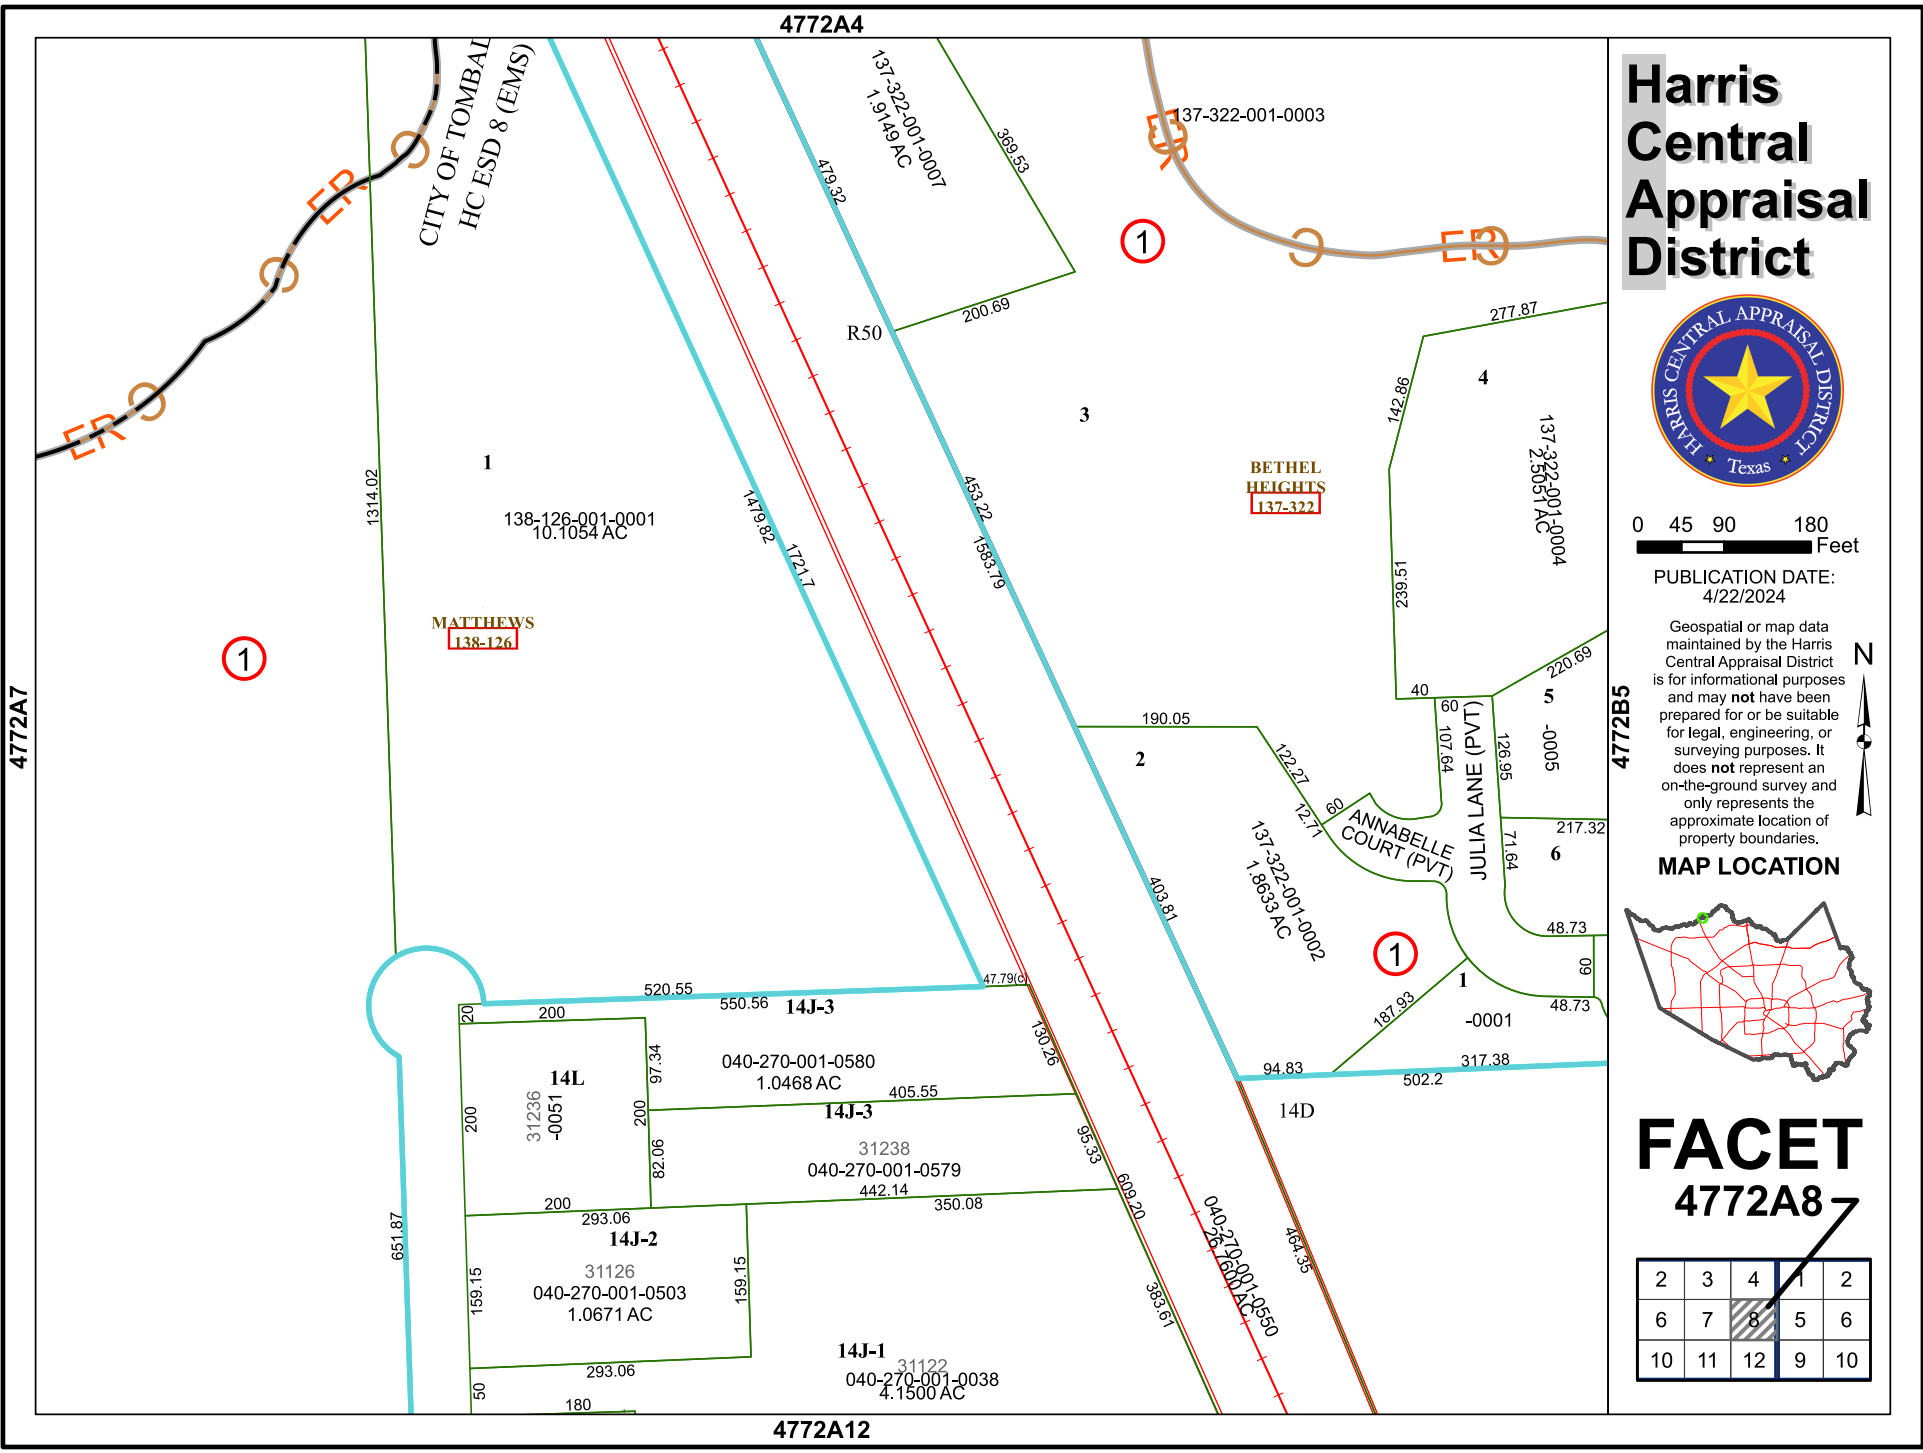 4772A4
CITY OF TOMBAL
HC ESD 8 (EMS)
137-322-001-0007
1.9149 AC
369.53
479.32
200.69
R50
ER
137-322-001-0003
ER
1
ER
ER
277.87
4
142.86
137-322-001-0004
2.5051 AC
3
BETHEL
HEIGHTS
137-322
1
1314.02
138-126-001-0001
10.1054 AC
1479.82
1721.7
453.22
1583.79
239.51
MATTHEWS
138-126
1
220.69
40
60
5
-0005
190.05
2
122.27
12.71
60
107.64
126.95
JULIA LANE (PVT)
ANNABELLE
COURT (PVT)
71.64
217.32
6
137-322-001-0002
1.8633 AC
403.81
48.73
60
1
1
-0001
48.73
187.93
94.83
317.38
502.2
14D
47.79(c)
520.55
550.56
14J-3
20
200
130.26
97.34
040-270-001-0580
1.0468 AC
14L
31236
-0051
200
200
405.55
14J-3
82.06
31238
040-270-001-0579
95.33
442.14
350.08
609.20
200
293.06
14J-2
651.87
159.15
31126
040-270-001-0503
1.0671 AC
159.15
040-270-001-0550
26.7600 AC
464.35
383.61
14J-1
31122
040-270-001-0038
4.1500 AC
293.06
50
180
4772A7
4772B5
4772A12
Harris
Central
Appraisal
District
HARRIS CENTRAL APPRAISAL DISTRICT
Texas
0 45 90 180
Feet
PUBLICATION DATE:
4/22/2024
Geospatial or map data
maintained by the Harris
Central Appraisal District
is for informational purposes
and may not have been
prepared for or be suitable
for legal, engineering, or
surveying purposes. It
does not represent an
on-the-ground survey and
only represents the
approximate location of
property boundaries.
N
MAP LOCATION
FACET
4772A8
2 3 4 1 2
6 7 8 5 6
10 11 12 9 10